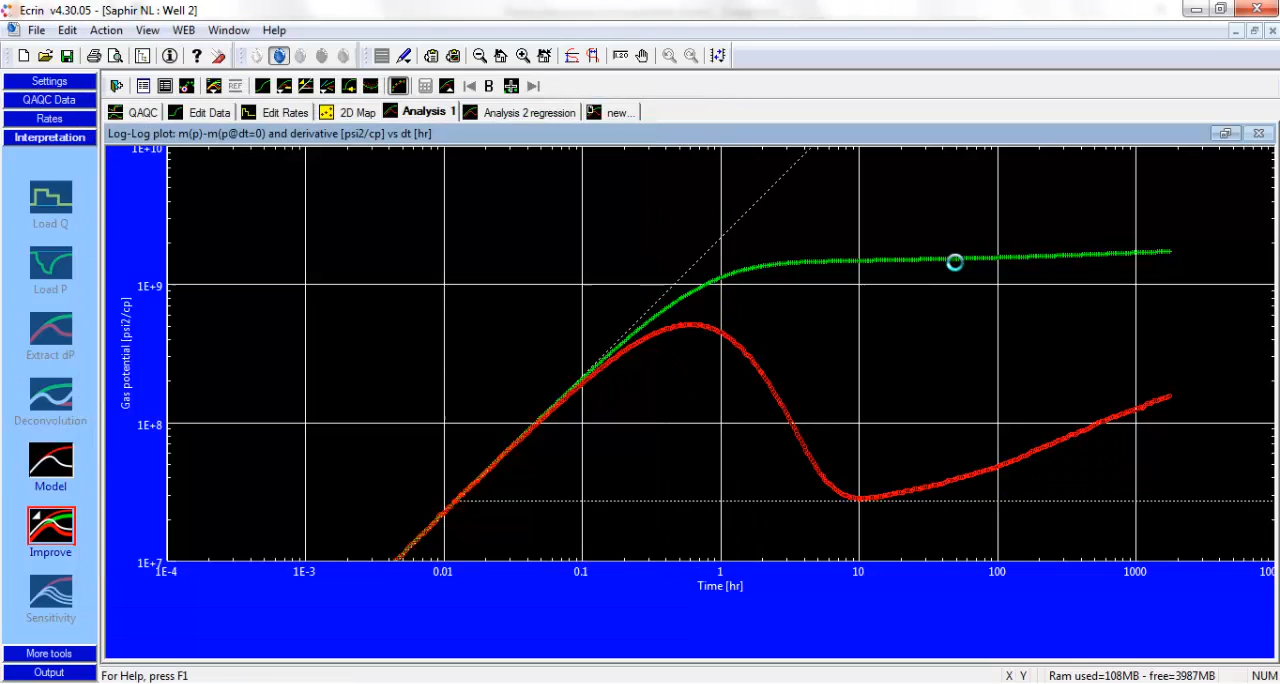 Ecrin v4.30.05 - [Saphir NL : Well 2]
File Edit Action View WEB Window Help
Settings
QAQC Data
Rates
Interpretation
Load Q
Load P
Extract dP
Deconvolution
Model
Improve
Sensitivity
More tools
Output
REF
B
QAQC Edit Data Edit Rates 2D Map Analysis 1 Analysis 2 regression new...
Log-Log plot: m(p)-m(p@dt=0) and derivative [psi2/cp] vs dt [hr]
1E+10
1E+9
1E+8
1E+7
Gas potential [psi2/cp]
1E-4 1E-3 0.01 0.1 1 10 100 1000 100
Time [hr]
For Help, press F1
X Y Ram used=108MB - free=3987MB NUM